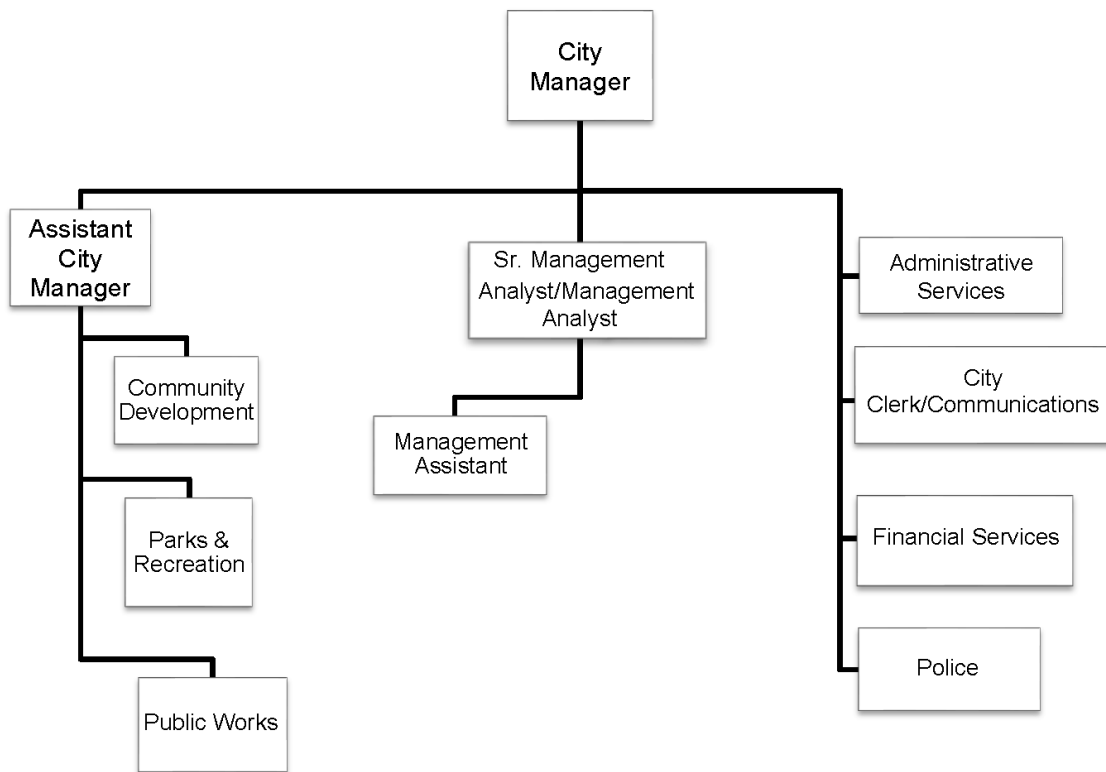 City
Manager
Assistant
City
Manager
Sr. Management
Analyst/Management
Analyst
Administrative
Services
Community
Development
City
Clerk/Communications
Management
Assistant
Parks &
Recreation
Financial Services
Public Works
Police